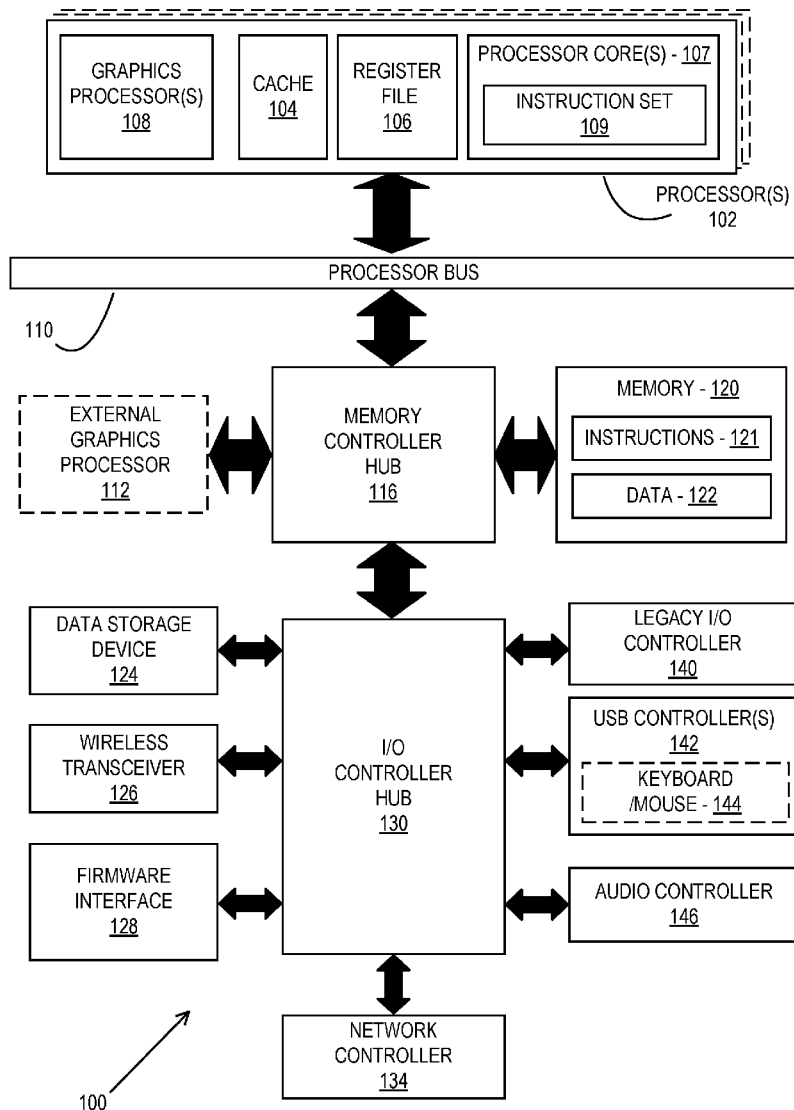 GRAPHICS
PROCESSOR(S)
108
CACHE
104
REGISTER
FILE
106
PROCESSOR CORE(S) - 107
INSTRUCTION SET
109
PROCESSOR(S)
102
PROCESSOR BUS
110
EXTERNAL
GRAPHICS
PROCESSOR
112
MEMORY
CONTROLLER
HUB
116
MEMORY - 120
INSTRUCTIONS - 121
DATA - 122
DATA STORAGE
DEVICE
124
WIRELESS
TRANSCEIVER
126
FIRMWARE
INTERFACE
128
I/O
CONTROLLER
HUB
130
LEGACY I/O
CONTROLLER
140
USB CONTROLLER(S)
142
KEYBOARD
/MOUSE - 144
AUDIO CONTROLLER
146
NETWORK
CONTROLLER
134
100